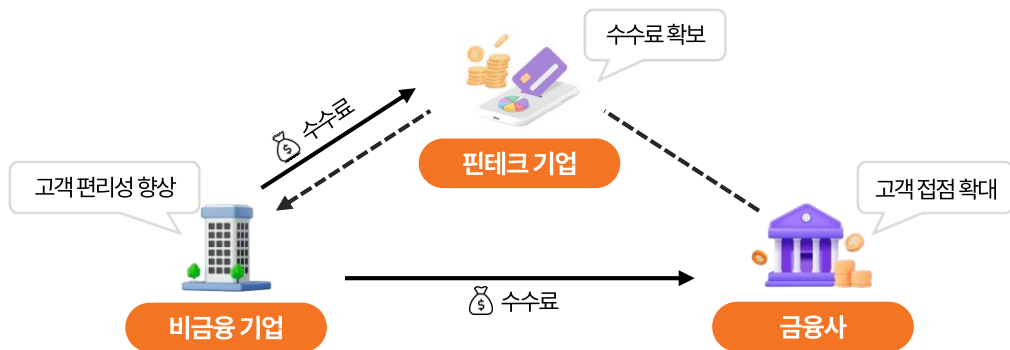 수수료 확보
수수료
핀테크 기업
고객 편리성 향상
고객 접점 확대
수수료
비금융 기업
금융사